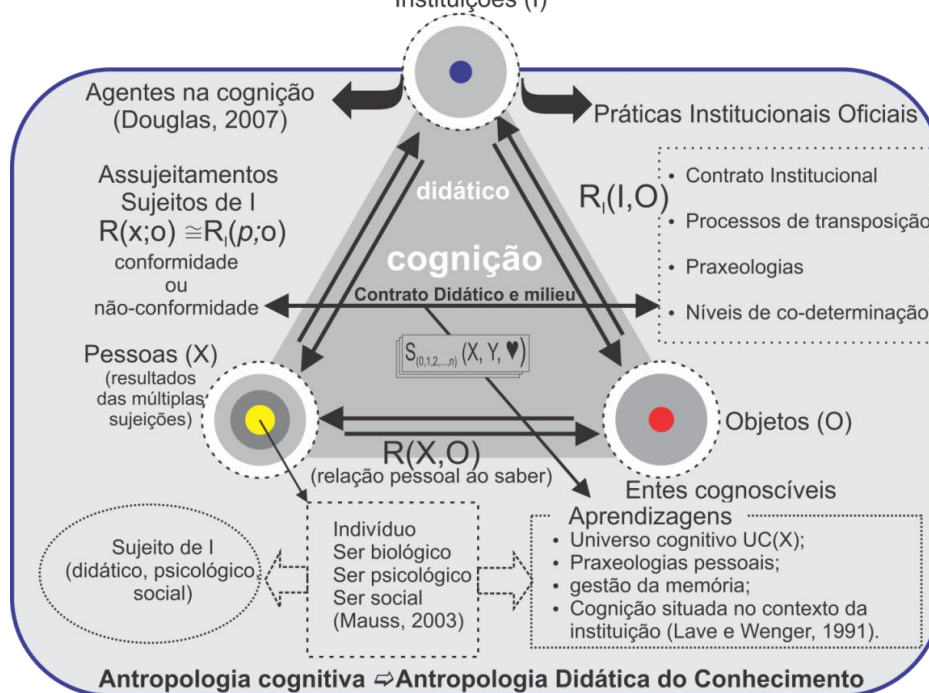 Instituições (I)
Agentes na cognição
(Douglas, 2007)
Práticas Institucionais Oficiais
Assujeitamentos
Sujeitos de I
R(x;o) ≅R_I(p;o)
conformidade
ou
não-conformidade
didático
cognição
Contrato Didático e milieu
R_I(I,O)
• Contrato Institucional
• Processos de transposição
• Praxeologias
• Níveis de co-determinação
S_(0,1,2,...,n) (X, Y, ♥)
Pessoas (X)
(resultados
das múltiplas
sujeições)
Objetos (O)
R(X,O)
(relação pessoal ao saber)
Entes cognoscíveis
Aprendizagens
• Universo cognitivo UC(X);
• Praxeologias pessoais;
• gestão da memória;
• Cognição situada no contexto da
instituição (Lave e Wenger, 1991).
Indivíduo
Ser biológico
Ser psicológico
Ser social
(Mauss, 2003)
Sujeito de I
(didático, psicológico,
social)
Antropologia cognitiva ⇨Antropologia Didática do Conhecimento